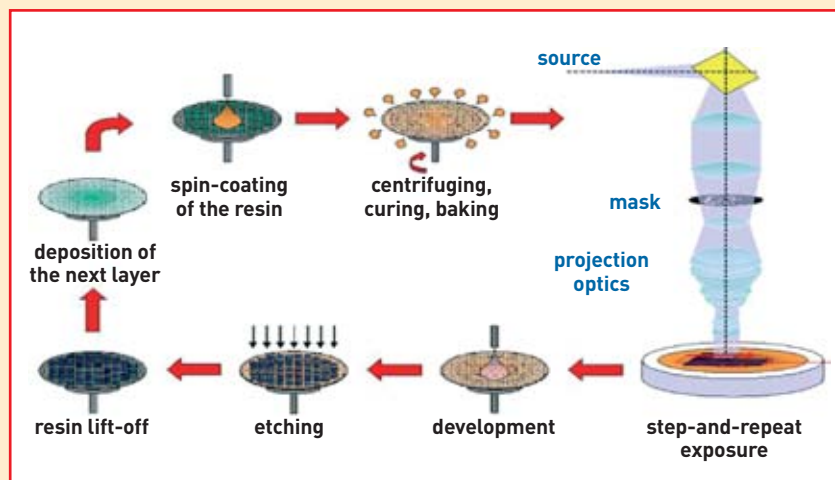 source
spin-coating
of the resin
centrifuging,
curing, baking
mask
deposition of
the next layer
projection
optics
resin lift-off
etching
development
step-and-repeat
exposure